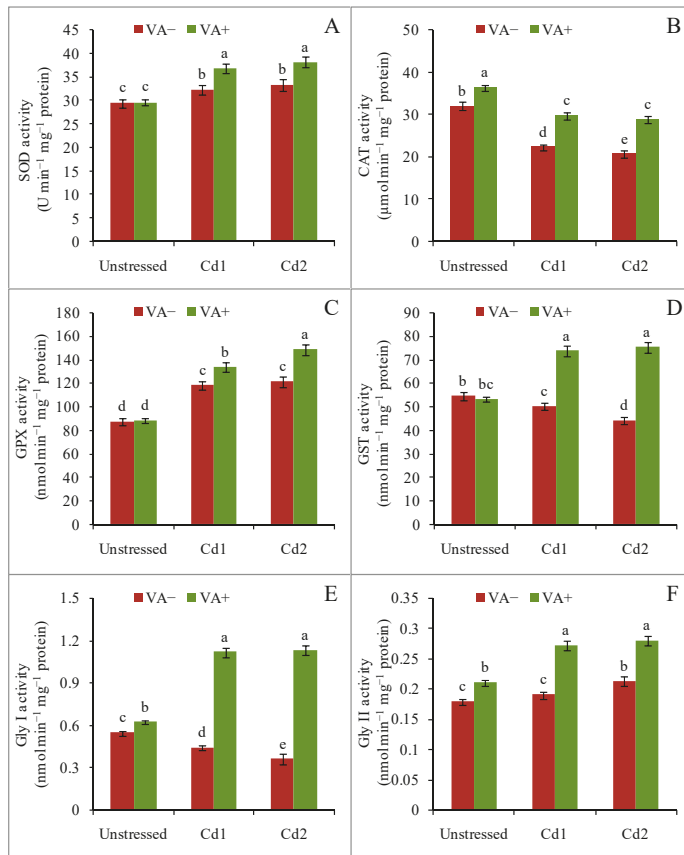 A
VA− VA+
SOD activity
(U min⁻¹ mg⁻¹ protein)
45
40
35
30
25
20
15
10
5
0
c c b a b a
Unstressed Cd1 Cd2
B
VA− VA+
CAT activity
(μmol min⁻¹ mg⁻¹ protein)
50
40
30
20
10
0
b a d c e c
Unstressed Cd1 Cd2
C
VA− VA+
GPX activity
(nmol min⁻¹ mg⁻¹ protein)
180
160
140
120
100
80
60
40
20
0
d d c b c a
Unstressed Cd1 Cd2
D
VA− VA+
GST activity
(nmol min⁻¹ mg⁻¹ protein)
90
80
70
60
50
40
30
20
10
0
b bc c a d a
Unstressed Cd1 Cd2
E
VA− VA+
Gly I activity
(nmol min⁻¹ mg⁻¹ protein)
1.5
1.2
0.9
0.6
0.3
0
c b d a e a
Unstressed Cd1 Cd2
F
VA− VA+
Gly II activity
(nmol min⁻¹ mg⁻¹ protein)
0.35
0.3
0.25
0.2
0.15
0.1
0.05
0
c b c a b a
Unstressed Cd1 Cd2